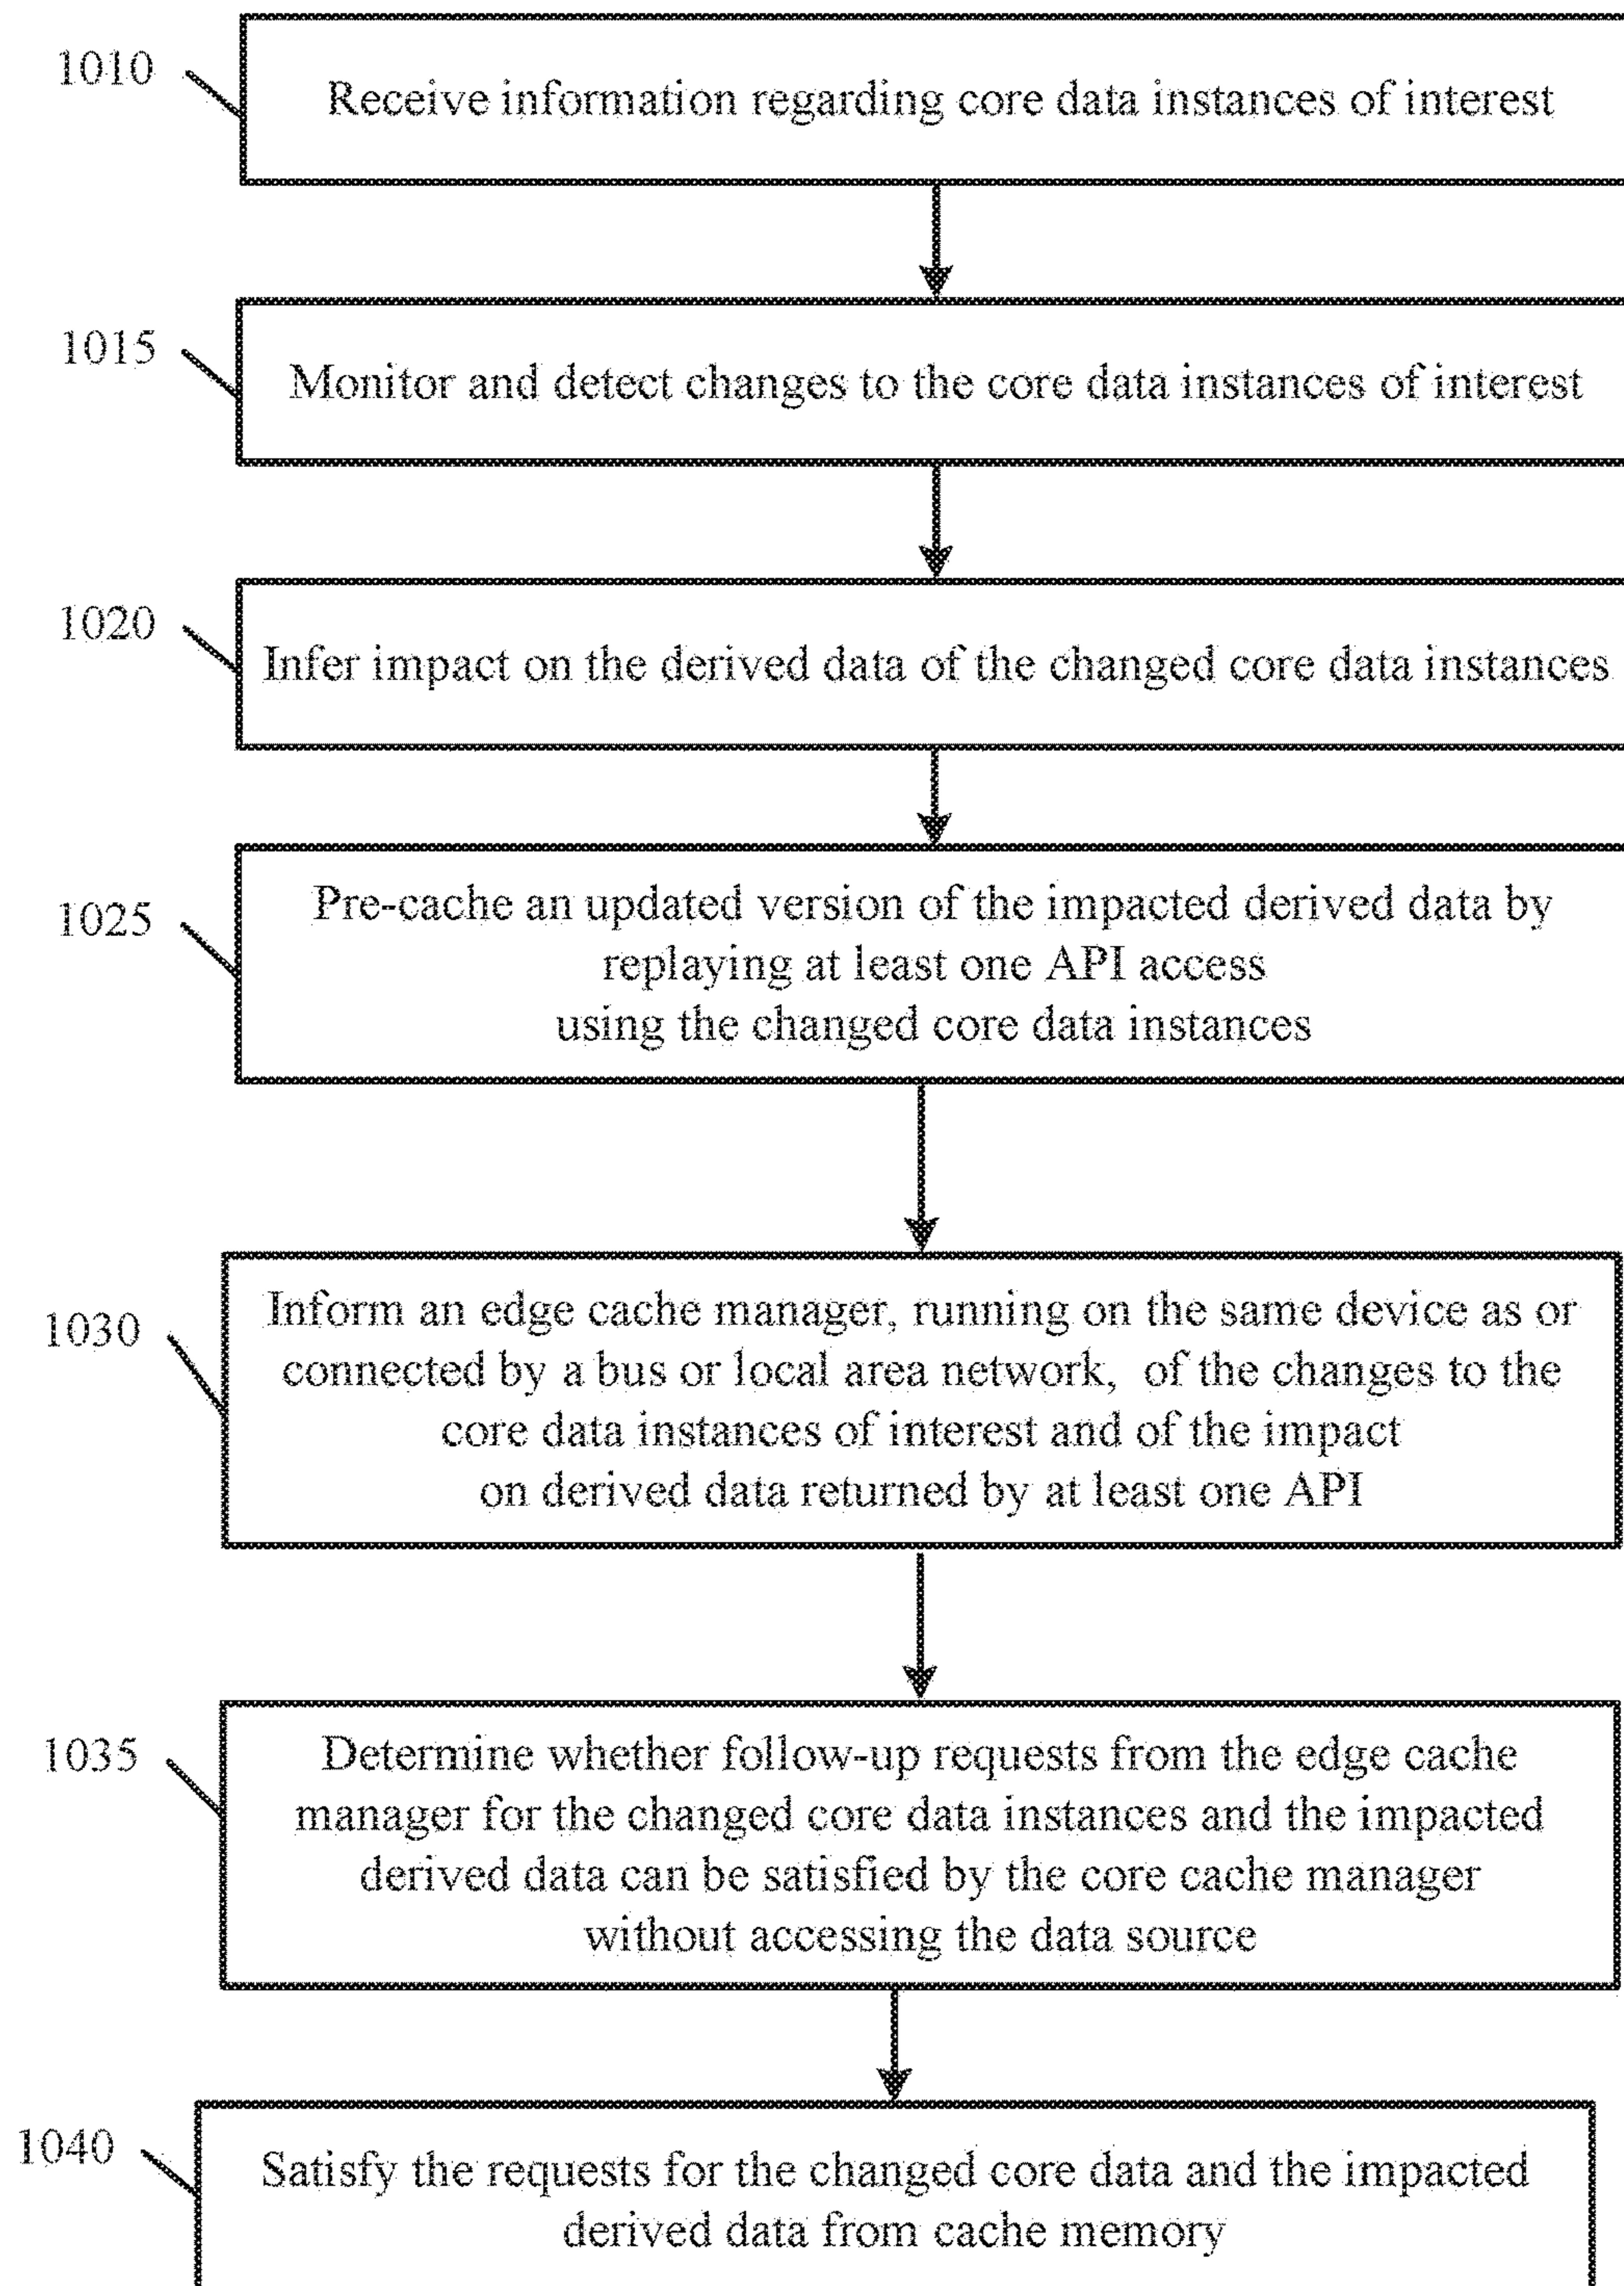 1010
Receive information regarding core data instances of interest
1015
Monitor and detect changes to the core data instances of interest
1020
Infer impact on the derived data of the changed core data instances
1025
Pre-cache an updated version of the impacted derived data by
replaying at least one API access
using the changed core data instances
1030
Inform an edge cache manager, running on the same device as or
connected by a bus or local area network, of the changes to the
core data instances of interest and of the impact
on derived data returned by at least one API
1035
Determine whether follow-up requests from the edge cache
manager for the changed core data instances and the impacted
derived data can be satisfied by the core cache manager
without accessing the data source
1040
Satisfy the requests for the changed core data and the impacted
derived data from cache memory